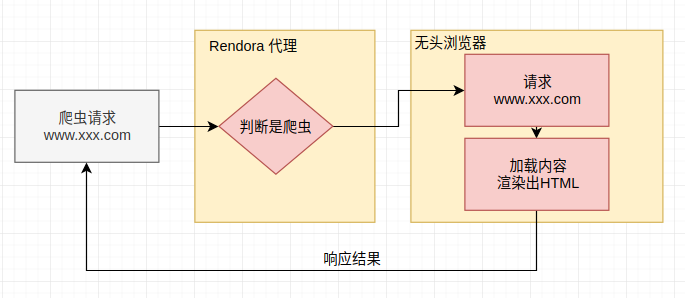 爬虫请求
www.xxx.com
Rendora 代理
判断是爬虫
无头浏览器
请求
www.xxx.com
加载内容
渲染出HTML
响应结果